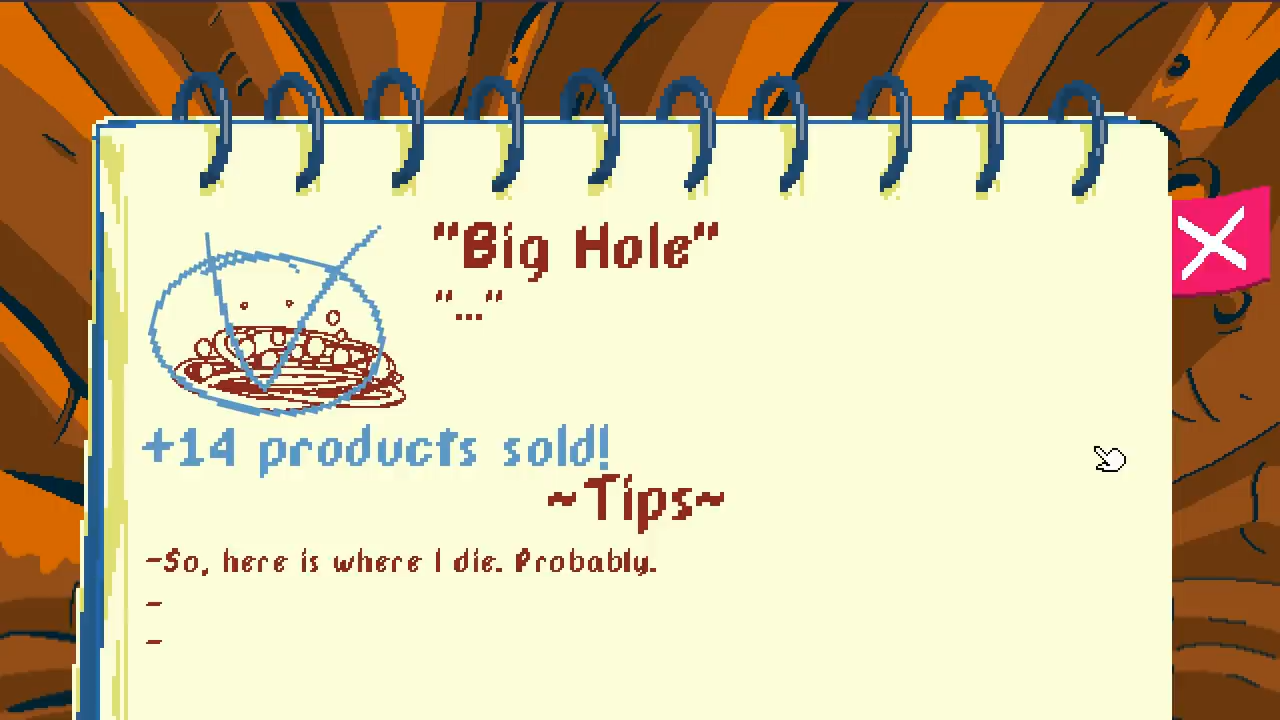 "Big Hole"
"..."
+14 products sold!
~Tips~
-So, here is where I die. Probably.
-
-